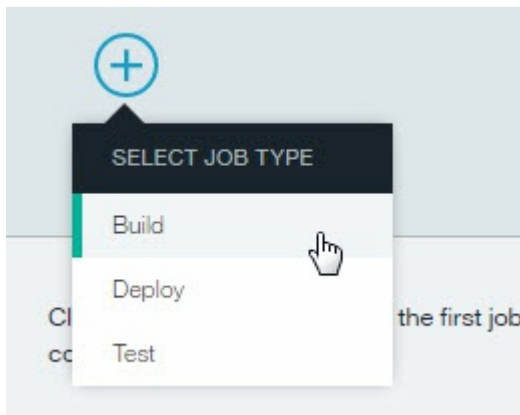 SELECT JOB TYPE
Build
Deploy
the first job
Test